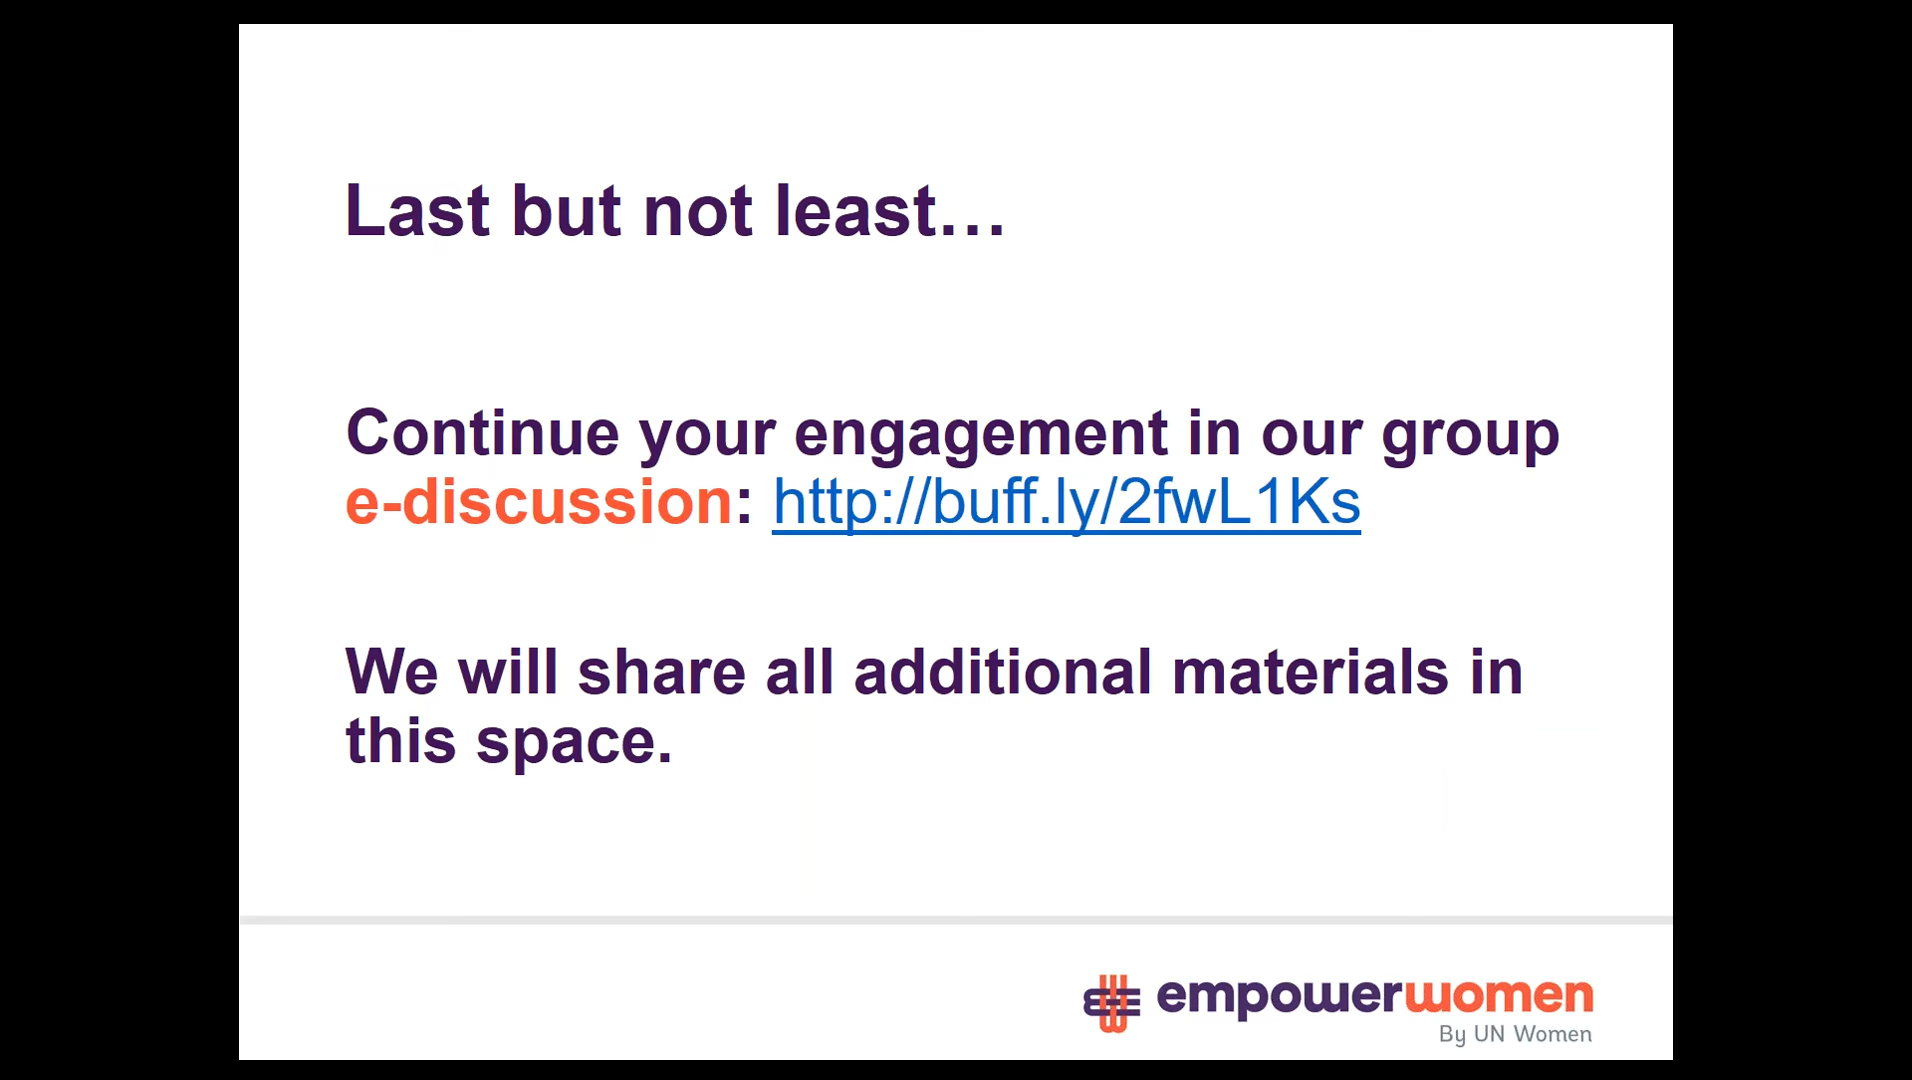 Last but not least…
Continue your engagement in our group
e-discussion: http://buff.ly/2fwL1Ks
We will share all additional materials in
this space.
empowerwomen
By UN Women